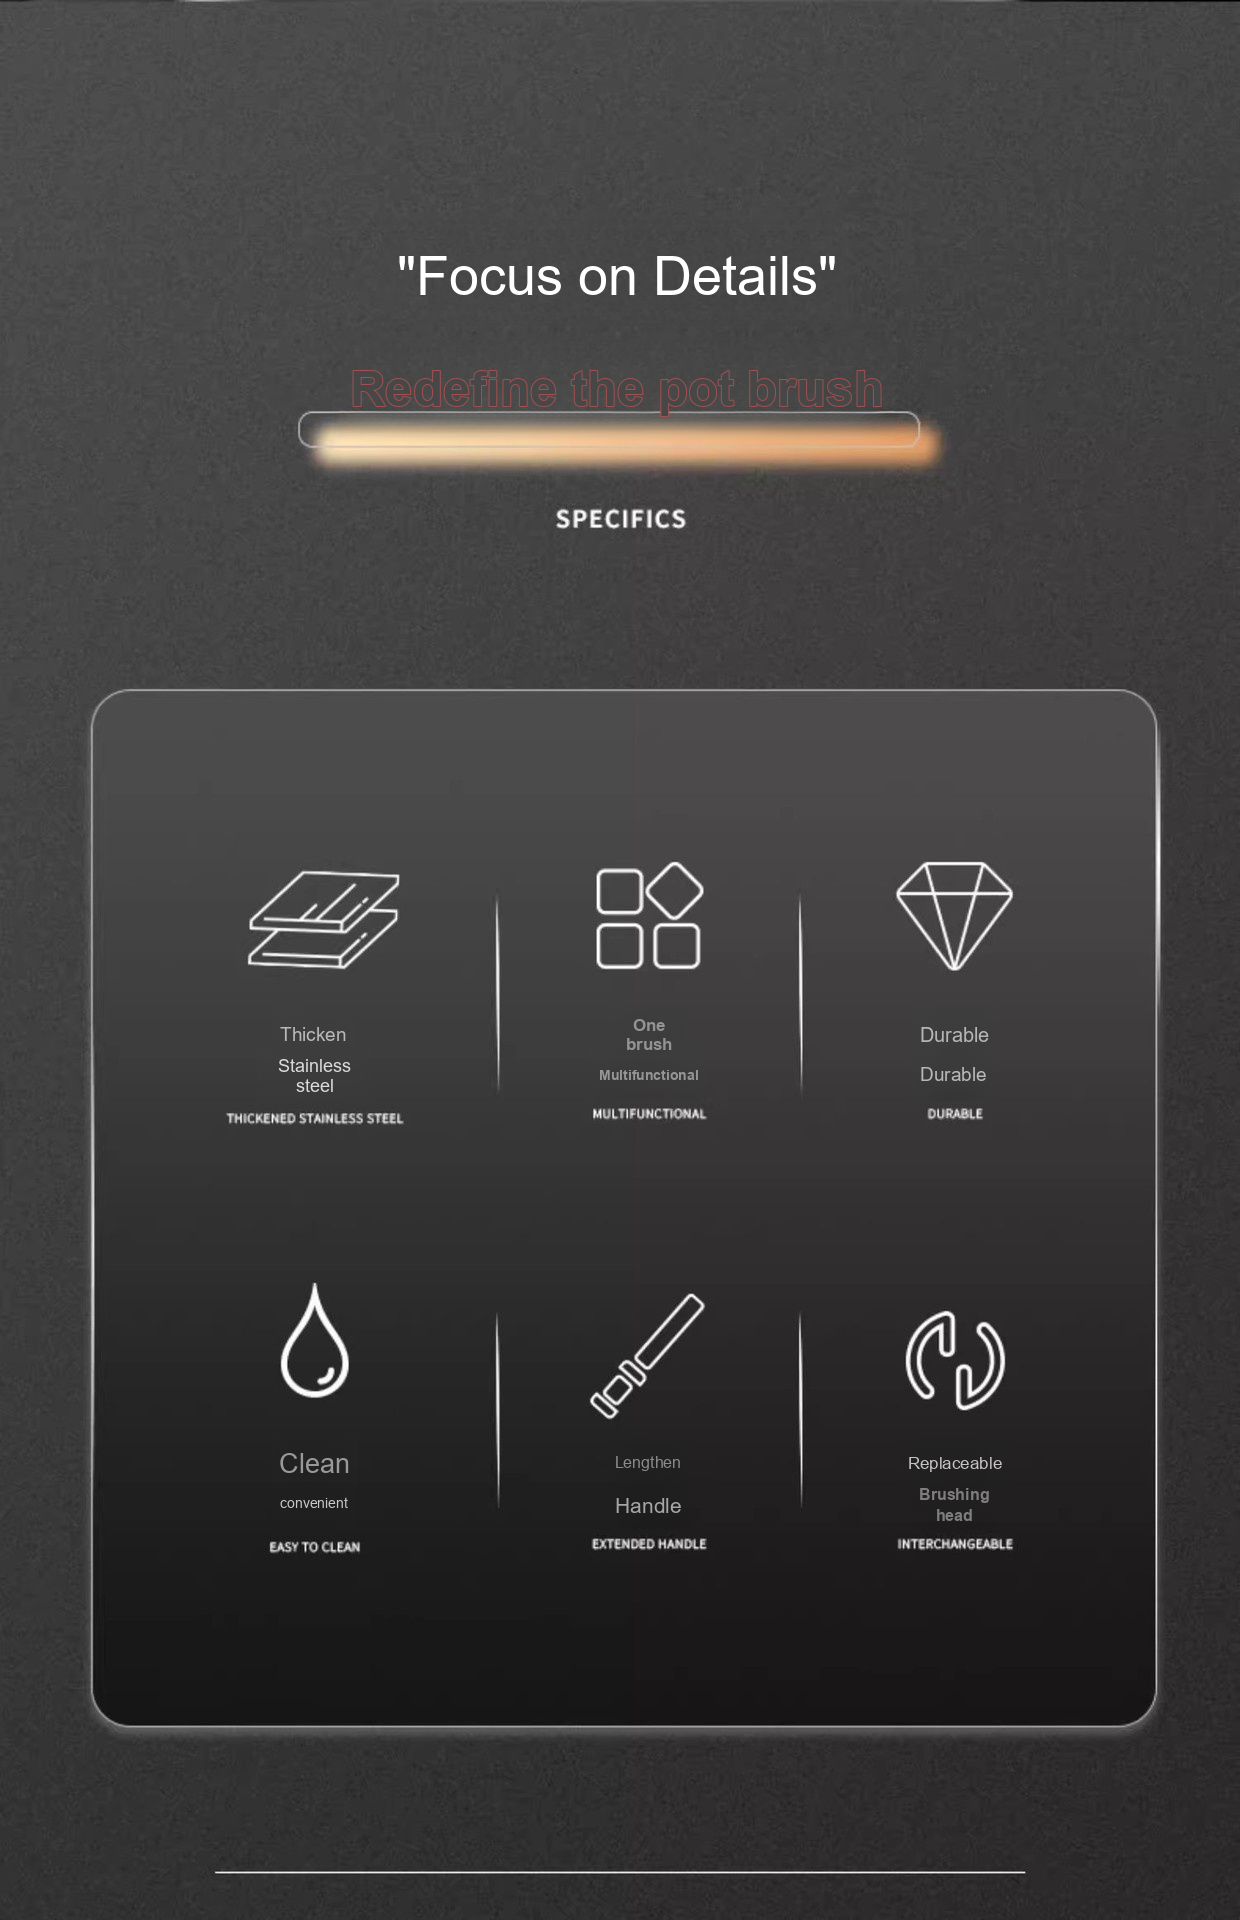 "Focus on Details"
Redefine the pot brush
SPECIFICS
Thicken
Stainless
steel
THICKENED STAINLESS STEEL
One
brush
Multifunctional
MULTIFUNCTIONAL
Durable
Durable
DURABLE
Clean
convenient
EASY TO CLEAN
Lengthen
Handle
EXTENDED HANDLE
Replaceable
Brushing
head
INTERCHANGEABLE